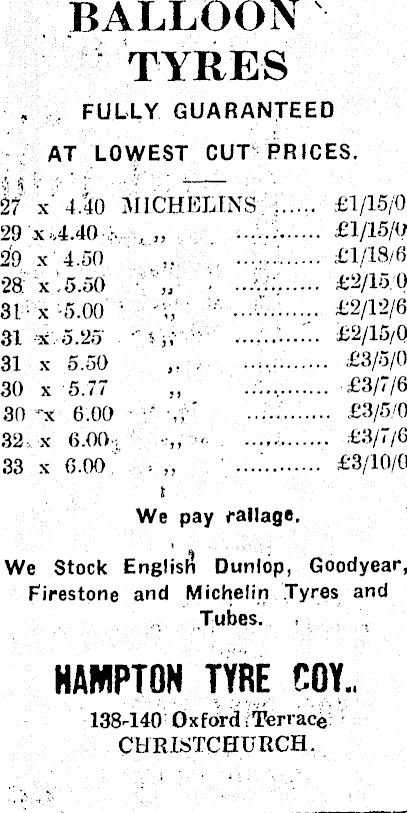 BALLOON
TYRES
FULLY GUARANTEED
AT LOWEST CUT PRICES.
27 x 4.40 MICHELINS ...... £1/15/0
29 x 4.40 ,, ............ £1/15/0
29 x 4.50 ,, ............ £1/18/6
28 x 5.50 ,, ............ £2/15/0
31 x 5.00 ,, ............ £2/12/6
31 x 5.25 ,, ............ £2/15/0
31 x 5.50 ,, ............ £3/5/0
30 x 5.77 ,, ............ £3/7/6
30 x 6.00 ,, ............ £3/5/0
32 x 6.00 ,, ............ £3/7/6
33 x 6.00 ,, ............ £3/10/0
We pay railage.
We Stock English Dunlop, Goodyear,
Firestone and Michelin Tyres and
Tubes.
HAMPTON TYRE COY.,
138-140 Oxford Terrace
CHRISTCHURCH.